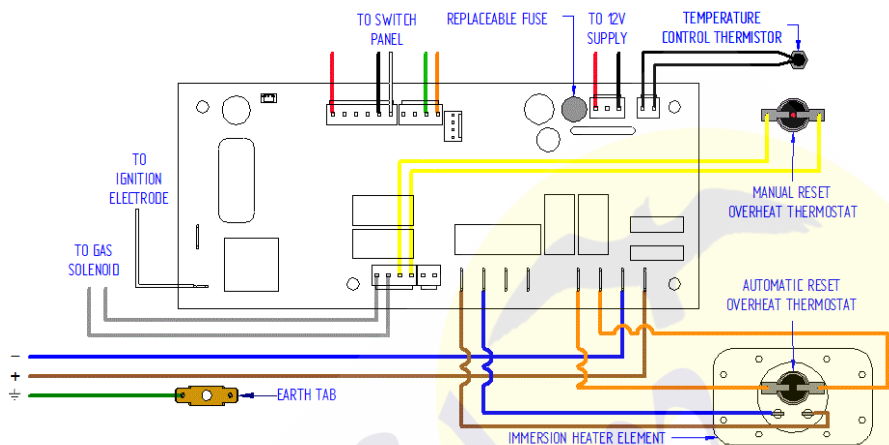 TO SWITCH
PANEL
REPLACEABLE FUSE
TO 12V
SUPPLY
TEMPERATURE
CONTROL THERMISTOR
TO
IGNITION
ELECTRODE
MANUAL RESET
OVERHEAT THERMOSTAT
TO GAS
SOLENOID
AUTOMATIC RESET
OVERHEAT THERMOSTAT
−
+
⏚
EARTH TAB
IMMERSION HEATER ELEMENT